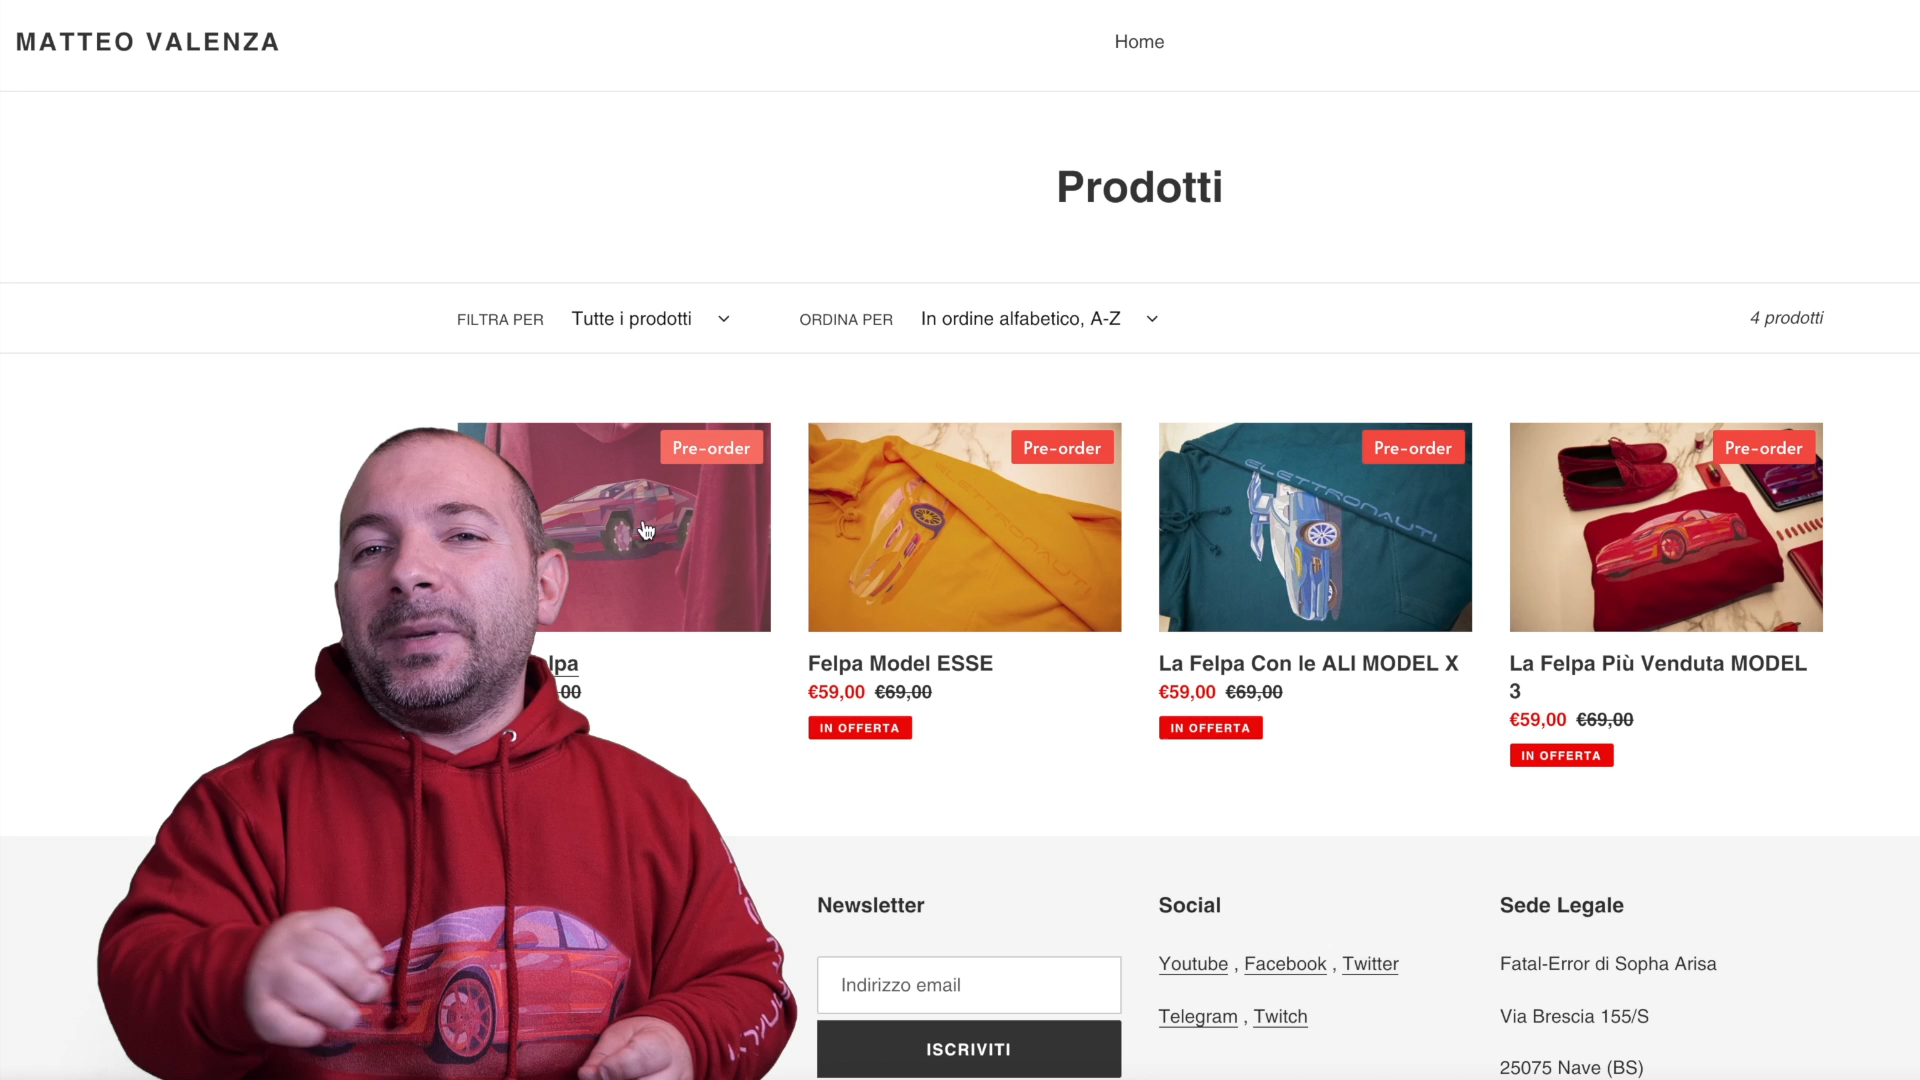 MATTEO VALENZA
Home
Prodotti
FILTRA PER Tutte i prodotti ORDINA PER In ordine alfabetico, A-Z 4 prodotti
Pre-order Pre-order Pre-order Pre-order
ELETTRONAUTI ELETTRONAUTI
lpa Felpa Model ESSE La Felpa Con le ALI MODEL X La Felpa Più Venduta MODEL
3
,00 €59,00 €69,00 €59,00 €69,00
€59,00 €69,00
IN OFFERTA IN OFFERTA
IN OFFERTA
Newsletter Social Sede Legale
Indirizzo email
Youtube , Facebook , Twitter
Fatal-Error di Sopha Arisa
Telegram , Twitch
Via Brescia 155/S
ISCRIVITI
25075 Nave (BS)